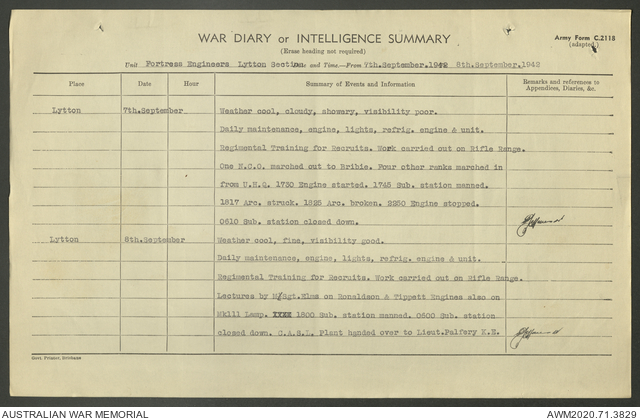 WAR DIARY or INTELLIGENCE SUMMARY
(Erase heading not required)
Army Form C.2118
(adapted.)
Unit Fortress Engineers Lytton Section Date and Time.—From 7th.September.1942 8th.September.1942
Place Date Hour Summary of Events and Information Remarks and references to Appendices, Diaries, &c.
Lytton 7th.September Weather cool, cloudy, showery, visibility poor.
Daily maintenance, engine, lights, refrig. engine & unit.
Regimental Training for Recruits. Work carried out on Rifle Range.
One N.C.O. marched out to Bribie. Four other ranks marched in
from U.H.Q. 1730 Engine started. 1745 Sub. station manned.
1817 Arc. struck. 1825 Arc. broken. 2230 Engine stopped.
0610 Sub. station closed down.
Lytton 8th.September Weather cool, fine, visibility good.
Daily maintenance, engine, lights, refrig. engine & unit.
Regimental Training for Recruits. Work carried out on Rifle Range.
Lectures by M/Sgt.Elms on Ronaldson & Tippett Engines also on
MkIII Lamp. XXXX 1800 Sub. station manned. 0600 Sub. station
closed down. C.A.S.L. Plant handed over to Lieut.Palfery K.E.
Govt. Printer, Brisbane
AUSTRALIAN WAR MEMORIAL
AWM2020.71.3829